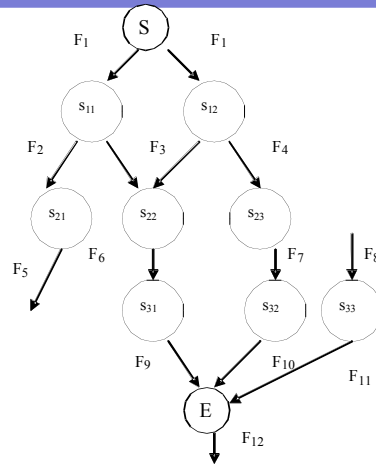 S
F1 F1
s11 s12
F2 F3 F4
s21 s22 s23
F5 F6 F7 F8
s31 s32 s33
F9 F10 F11
E
F12